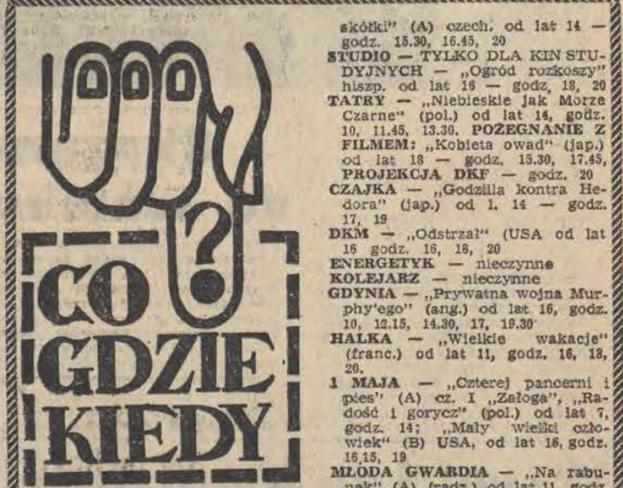 ?
CO
GDZIE
KIEDY
skółki" (A) czech. od lat 14 —
godz. 15.30, 16.45, 20
STUDIO — TYLKO DLA KIN STU-
DYJNYCH — „Ogród rozkoszy"
hiszp. od lat 16 — godz. 18, 20
TATRY — „Niebieskie jak Morze
Czarne" (pol.) od lat 14, godz.
10, 11.45, 13.30. POŻEGNANIE Z
FILMEM: „Kobieta owad" (jap.)
od lat 18 — godz. 15.30, 17.45,
PROJEKCJA DKF — godz. 20
CZAJKA — „Godzilla kontra He-
dora" (jap.) od l. 14 — godz.
17, 19
DKM — „Odstrzał" (USA od lat
16 godz. 16, 18, 20
ENERGETYK — nieczynne
KOLEJARZ — nieczynne
GDYNIA — „Prywatna wojna Mur-
phy'ego" (ang.) od lat 16, godz.
10, 12.15, 14.30, 17, 19.30
HALKA — „Wielkie wakacje"
(franc.) od lat 11, godz. 16, 18,
20.
1 MAJA — „Czterej pancerni i
pies" (A) cz. I „Załoga", „Ra-
dość i gorycz" (pol.) od lat 7,
godz. 14; „Mały wielki czło-
wiek" (B) USA, od lat 16, godz.
16,15, 19
MŁODA GWARDIA — „Na rabu-
(A) (radz.) od lat 11, godz.